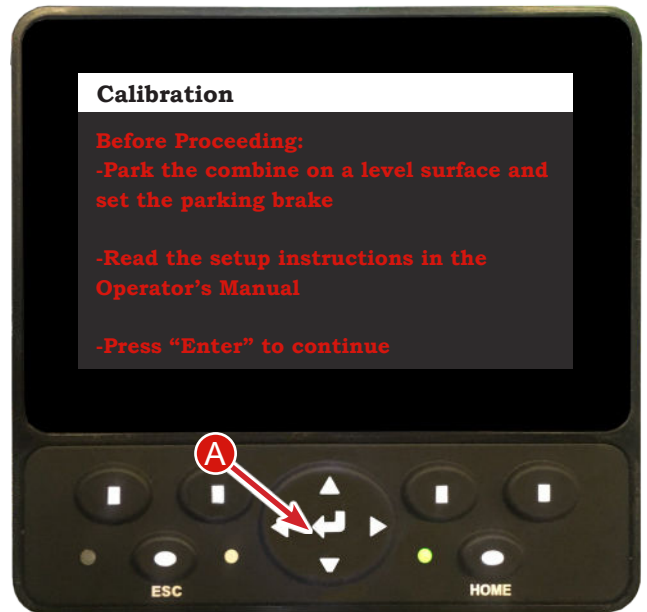 Calibration
Before Proceeding:
-Park the combine on a level surface and
set the parking brake
-Read the setup instructions in the
Operator’s Manual
-Press “Enter” to continue
A
ESC
HOME